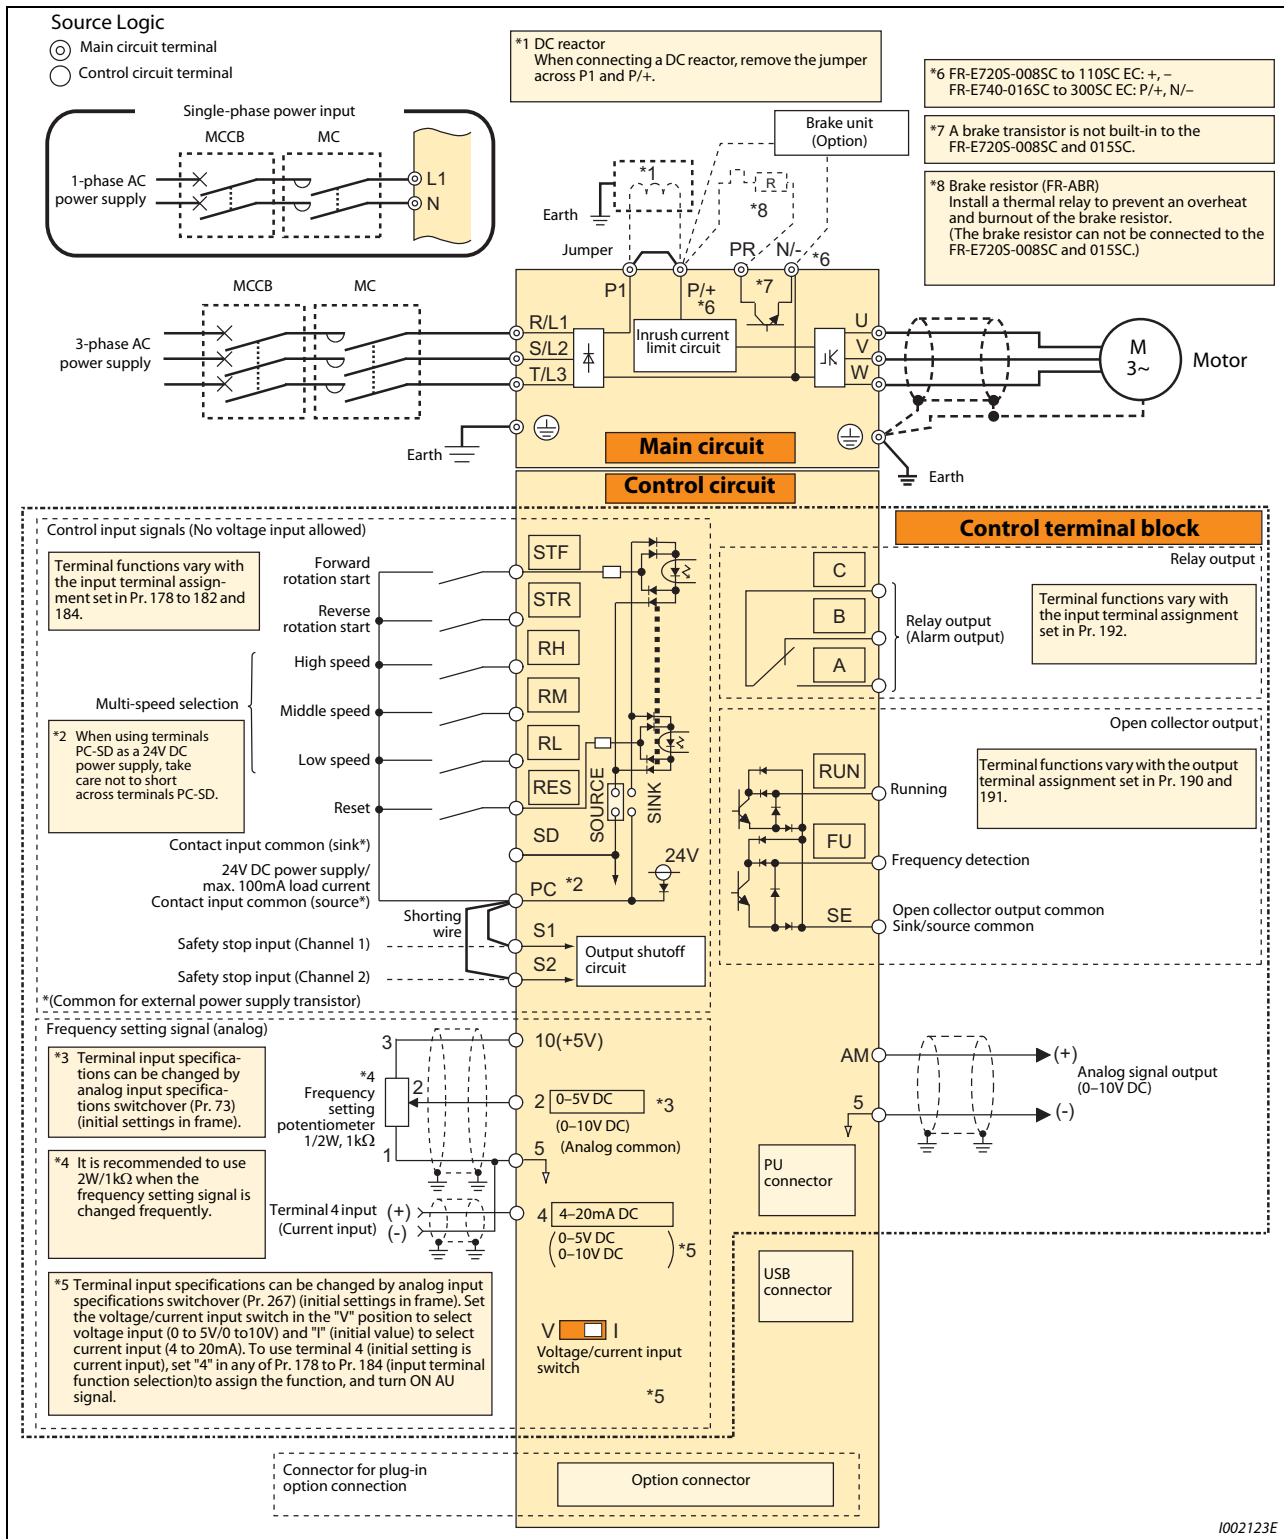 Source Logic
Main circuit terminal
Control circuit terminal
*1 DC reactor
When connecting a DC reactor, remove the jumper
across P1 and P/+.
*6 FR-E720S-008SC to 110SC EC: +, –
FR-E740-016SC to 300SC EC: P/+, N/–
*7 A brake transistor is not built-in to the
FR-E720S-008SC and 015SC.
*8 Brake resistor (FR-ABR)
Install a thermal relay to prevent an overheat
and burnout of the brake resistor.
(The brake resistor can not be connected to the
FR-E720S-008SC and 015SC.)
Single-phase power input
MCCB
MC
1-phase AC
power supply
L1
N
Brake unit
(Option)
*1
R
*8
Earth
Jumper
PR
N/-
*6
P1
P/+
*6
*7
MCCB
MC
3-phase AC
power supply
R/L1
S/L2
T/L3
Inrush current
limit circuit
U
V
W
M
3~
Motor
Earth
Main circuit
Earth
Control circuit
Control terminal block
Control input signals (No voltage input allowed)
Terminal functions vary with
the input terminal assign-
ment set in Pr. 178 to 182 and
184.
Forward
rotation start
Reverse
rotation start
High speed
Multi-speed selection
Middle speed
Low speed
Reset
*2 When using terminals
PC-SD as a 24V DC
power supply, take
care not to short
across terminals PC-SD.
STF
STR
RH
RM
RL
RES
SOURCE
SINK
SD
24V
PC
*2
Contact input common (sink*)
24V DC power supply/
max. 100mA load current
Contact input common (source*)
Shorting
wire
S1
S2
Output shutoff
circuit
Safety stop input (Channel 1)
Safety stop input (Channel 2)
*(Common for external power supply transistor)
Relay output
C
B
A
Relay output
(Alarm output)
Terminal functions vary with
the input terminal assignment
set in Pr. 192.
Open collector output
Terminal functions vary with the output
terminal assignment set in Pr. 190 and
191.
RUN
Running
FU
Frequency detection
SE
Open collector output common
Sink/source common
Frequency setting signal (analog)
*3 Terminal input specifica-
tions can be changed by
analog input specifica-
tions switchover (Pr. 73)
(initial settings in frame).
*4 It is recommended to use
2W/1kΩ when the
frequency setting signal is
changed frequently.
3
*4
Frequency
setting
potentiometer
1/2W, 1kΩ
2
1
10(+5V)
2
0–5V DC
*3
(0–10V DC)
(Analog common)
5
Terminal 4 input
(Current input)
(+)
(-)
4
4–20mA DC
(0–5V DC
0–10V DC)
*5
AM
(+)
Analog signal output
(0–10V DC)
5
(-)
PU
connector
USB
connector
*5 Terminal input specifications can be changed by analog input
specifications switchover (Pr. 267) (initial settings in frame). Set
the voltage/current input switch in the "V" position to select
voltage input (0 to 5V/0 to10V) and "I" (initial value) to select
current input (4 to 20mA). To use terminal 4 (initial setting is
current input), set "4" in any of Pr. 178 to Pr. 184 (input terminal
function selection)to assign the function, and turn ON AU
signal.
V
I
Voltage/current input
switch
*5
Connector for plug-in
option connection
Option connector
I002123E